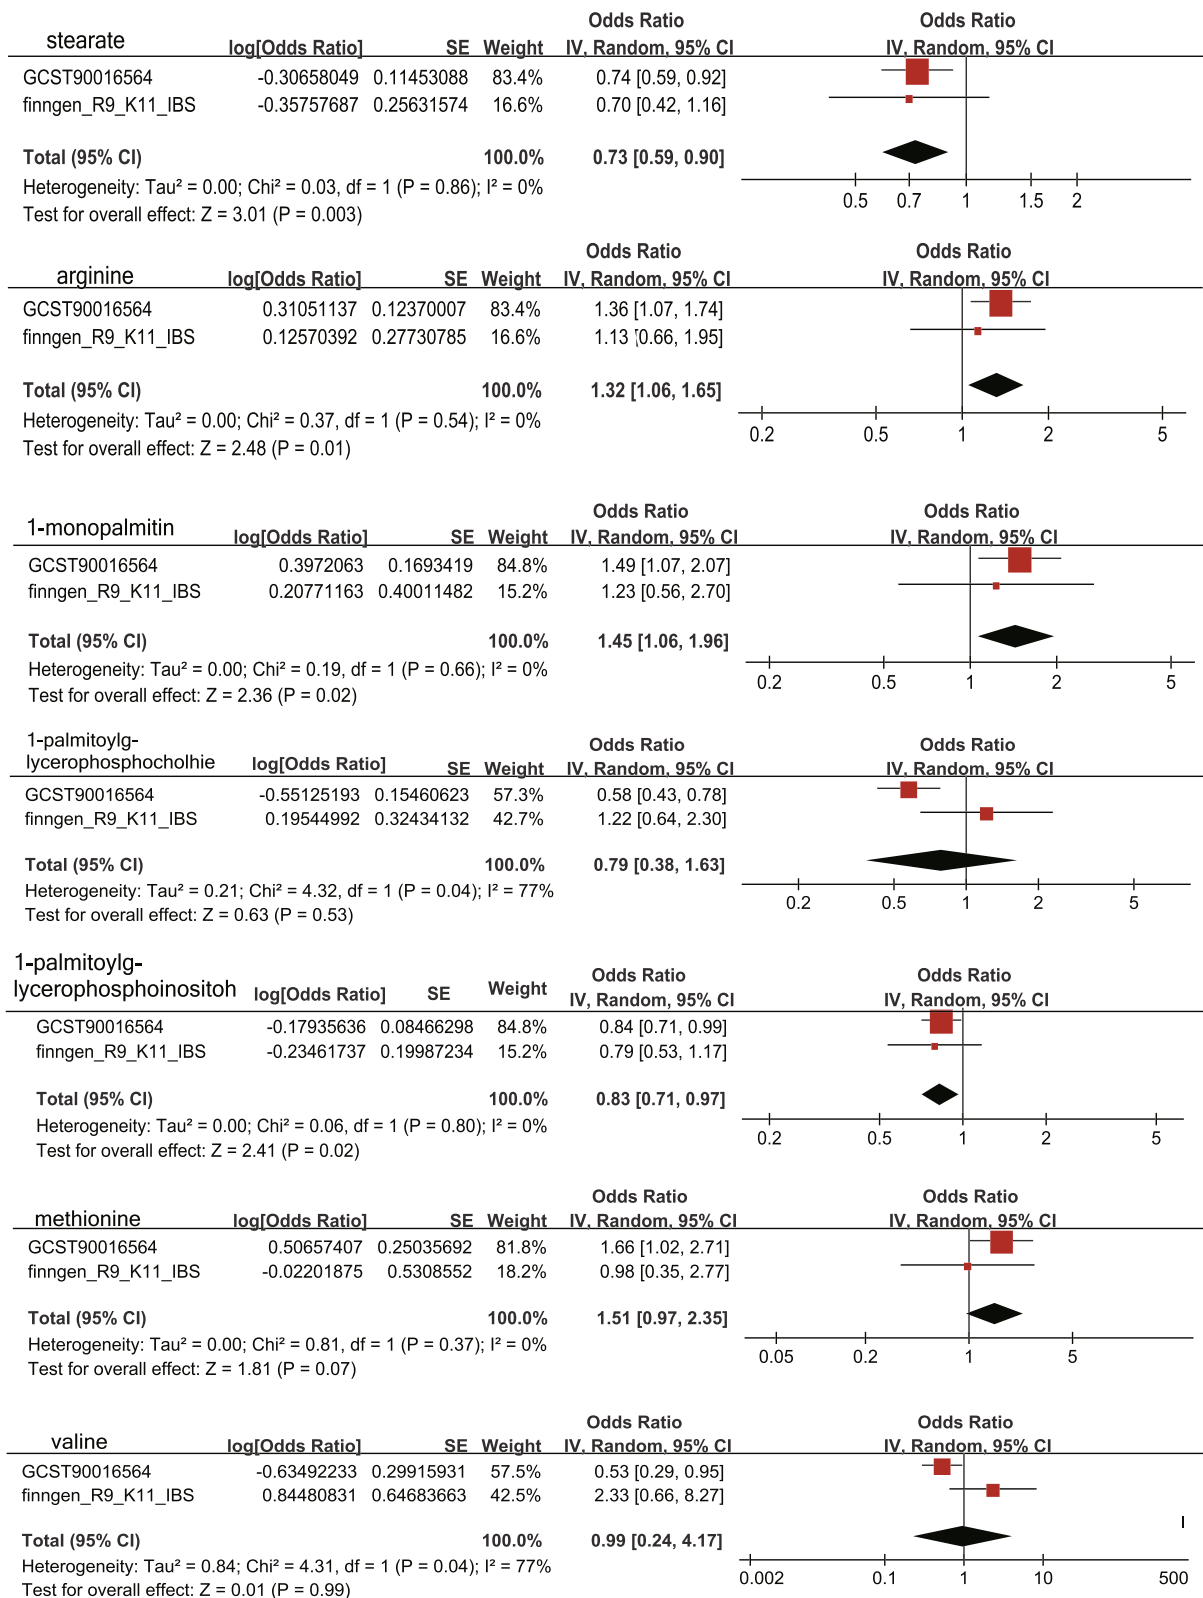 Odds Ratio Odds Ratio
stearate log[Odds Ratio] SE Weight IV, Random, 95% CI IV, Random, 95% CI
GCST90016564 -0.30658049 0.11453088 83.4% 0.74 [0.59, 0.92]
finngen_R9_K11_IBS -0.35757687 0.25631574 16.6% 0.70 [0.42, 1.16]
Total (95% CI) 100.0% 0.73 [0.59, 0.90]
Heterogeneity: Tau² = 0.00; Chi² = 0.03, df = 1 (P = 0.86); I² = 0%
Test for overall effect: Z = 3.01 (P = 0.003)
0.5 0.7 1 1.5 2
Odds Ratio Odds Ratio
arginine log[Odds Ratio] SE Weight IV, Random, 95% CI IV, Random, 95% CI
GCST90016564 0.31051137 0.12370007 83.4% 1.36 [1.07, 1.74]
finngen_R9_K11_IBS 0.12570392 0.27730785 16.6% 1.13 [0.66, 1.95]
Total (95% CI) 100.0% 1.32 [1.06, 1.65]
Heterogeneity: Tau² = 0.00; Chi² = 0.37, df = 1 (P = 0.54); I² = 0%
Test for overall effect: Z = 2.48 (P = 0.01)
0.2 0.5 1 2 5
Odds Ratio Odds Ratio
1-monopalmitin log[Odds Ratio] SE Weight IV, Random, 95% CI IV, Random, 95% CI
GCST90016564 0.3972063 0.1693419 84.8% 1.49 [1.07, 2.07]
finngen_R9_K11_IBS 0.20771163 0.40011482 15.2% 1.23 [0.56, 2.70]
Total (95% CI) 100.0% 1.45 [1.06, 1.96]
Heterogeneity: Tau² = 0.00; Chi² = 0.19, df = 1 (P = 0.66); I² = 0%
Test for overall effect: Z = 2.36 (P = 0.02)
0.2 0.5 1 2 5
1-palmitoylg- Odds Ratio Odds Ratio
lycerophosphocholhie log[Odds Ratio] SE Weight IV, Random, 95% CI IV, Random, 95% CI
GCST90016564 -0.55125193 0.15460623 57.3% 0.58 [0.43, 0.78]
finngen_R9_K11_IBS 0.19544992 0.32434132 42.7% 1.22 [0.64, 2.30]
Total (95% CI) 100.0% 0.79 [0.38, 1.63]
Heterogeneity: Tau² = 0.21; Chi² = 4.32, df = 1 (P = 0.04); I² = 77%
Test for overall effect: Z = 0.63 (P = 0.53)
0.2 0.5 1 2 5
1-palmitoylg- Odds Ratio Odds Ratio
lycerophosphoinositoh log[Odds Ratio] SE Weight IV, Random, 95% CI IV, Random, 95% CI
GCST90016564 -0.17935636 0.08466298 84.8% 0.84 [0.71, 0.99]
finngen_R9_K11_IBS -0.23461737 0.19987234 15.2% 0.79 [0.53, 1.17]
Total (95% CI) 100.0% 0.83 [0.71, 0.97]
Heterogeneity: Tau² = 0.00; Chi² = 0.06, df = 1 (P = 0.80); I² = 0%
Test for overall effect: Z = 2.41 (P = 0.02)
0.2 0.5 1 2 5
Odds Ratio Odds Ratio
methionine log[Odds Ratio] SE Weight IV, Random, 95% CI IV, Random, 95% CI
GCST90016564 0.50657407 0.25035692 81.8% 1.66 [1.02, 2.71]
finngen_R9_K11_IBS -0.02201875 0.5308552 18.2% 0.98 [0.35, 2.77]
Total (95% CI) 100.0% 1.51 [0.97, 2.35]
Heterogeneity: Tau² = 0.00; Chi² = 0.81, df = 1 (P = 0.37); I² = 0%
Test for overall effect: Z = 1.81 (P = 0.07)
0.05 0.2 1 5
Odds Ratio Odds Ratio
valine log[Odds Ratio] SE Weight IV, Random, 95% CI IV, Random, 95% CI
GCST90016564 -0.63492233 0.29915931 57.5% 0.53 [0.29, 0.95]
finngen_R9_K11_IBS 0.84480831 0.64683663 42.5% 2.33 [0.66, 8.27]
Total (95% CI) 100.0% 0.99 [0.24, 4.17]
Heterogeneity: Tau² = 0.84; Chi² = 4.31, df = 1 (P = 0.04); I² = 77%
Test for overall effect: Z = 0.01 (P = 0.99)
0.002 0.1 1 10 500